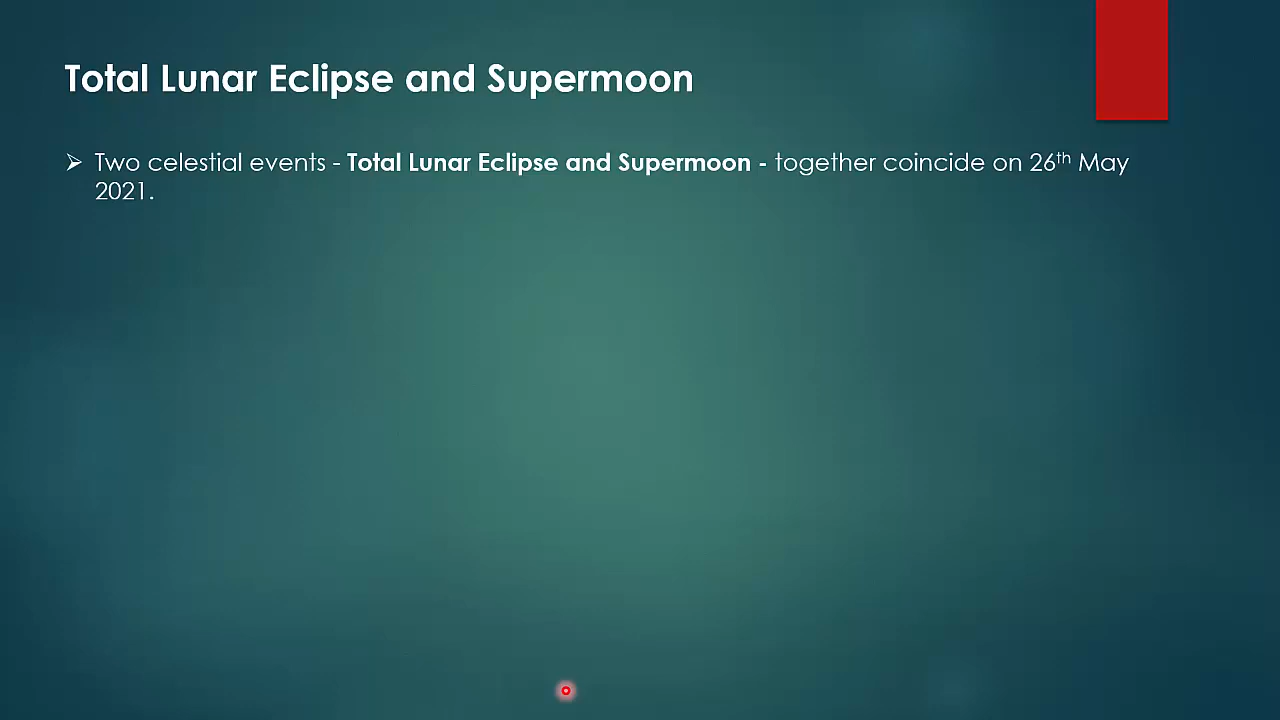 Total Lunar Eclipse and Supermoon
Two celestial events - Total Lunar Eclipse and Supermoon - together coincide on 26th May
2021.